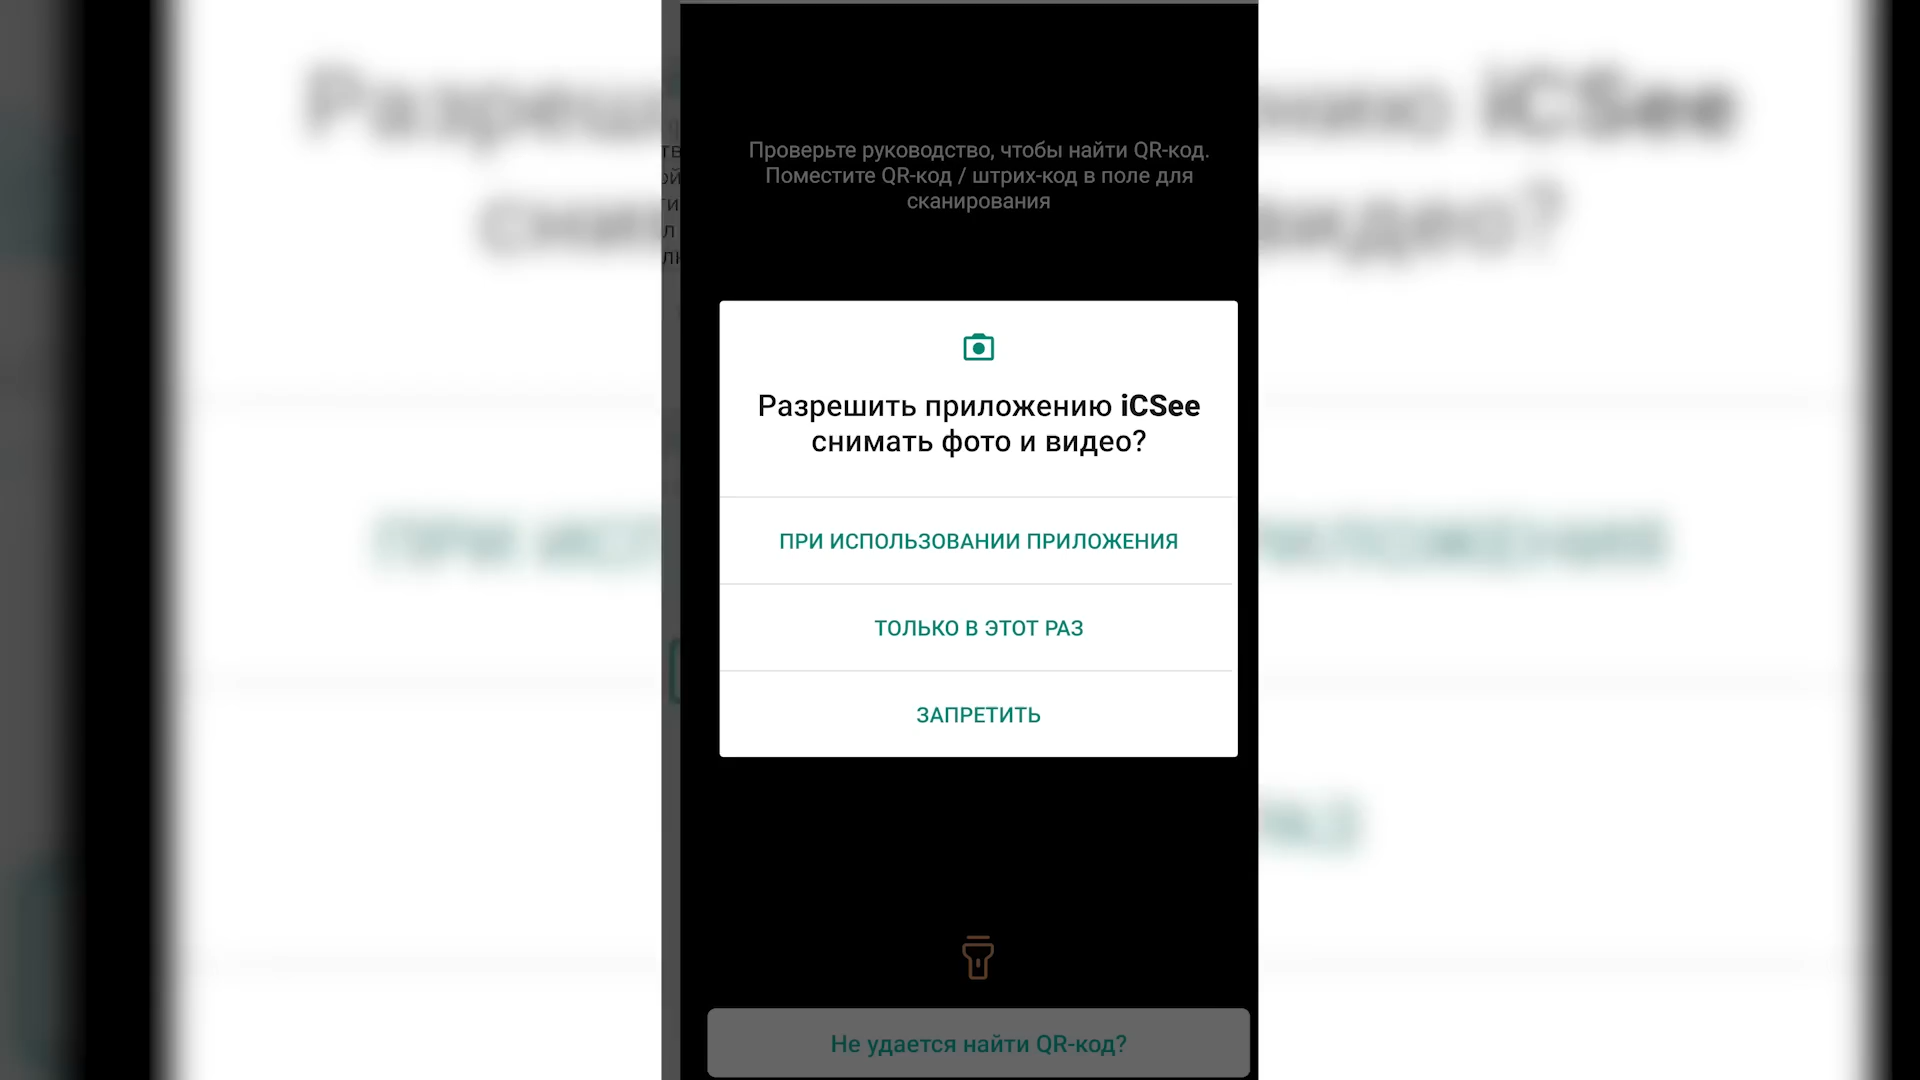 Проверьте руководство, чтобы найти QR-код.
Поместите QR-код / штрих-код в поле для
сканирования
Разрешить приложению iCSee
снимать фото и видео?
ПРИ ИСПОЛЬЗОВАНИИ ПРИЛОЖЕНИЯ
ТОЛЬКО В ЭТОТ РАЗ
ЗАПРЕТИТЬ
Не удается найти QR-код?